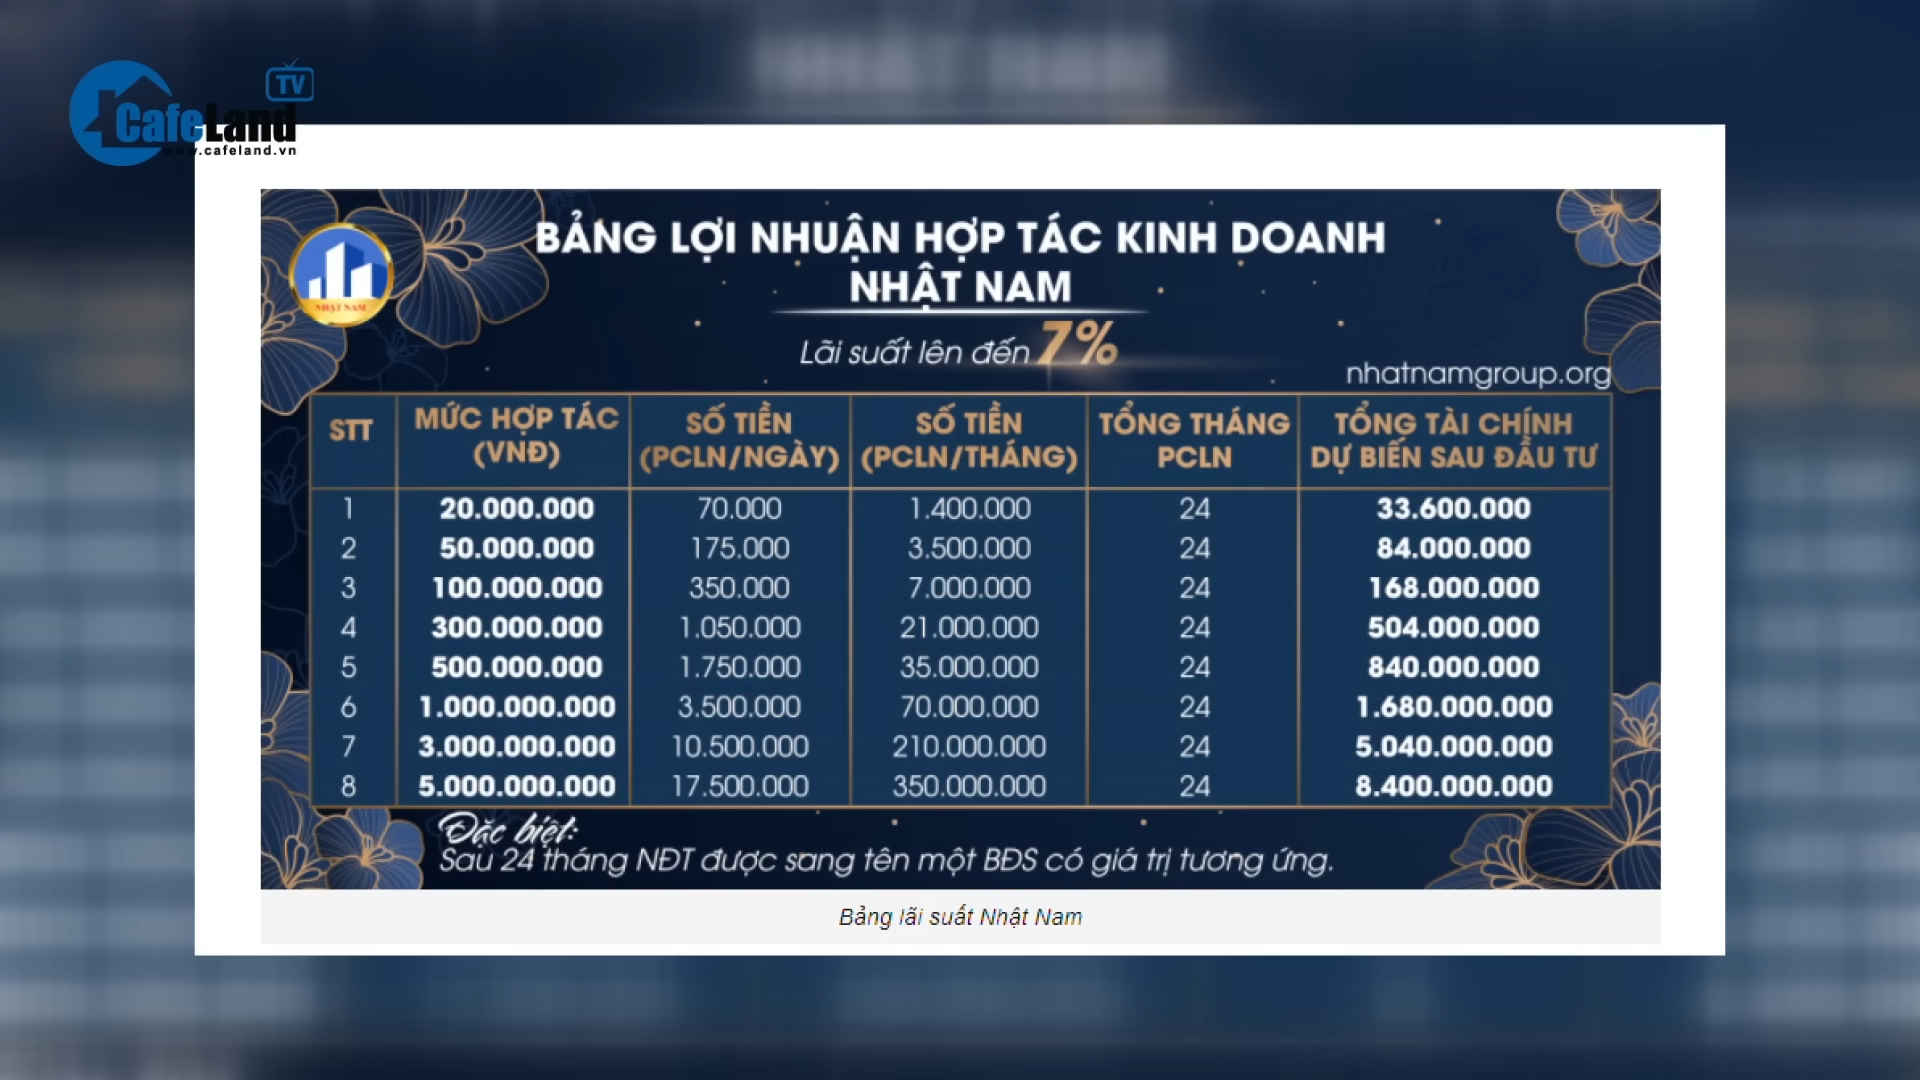 TV
CafeLand
www.cafeland.vn
BẢNG LỢI NHUẬN HỢP TÁC KINH DOANH
NHẬT NAM
NHẬT NAM
Lãi suất lên đến 7%
nhatnamgroup.org
STT MỨC HỢP TÁC (VNĐ) SỐ TIỀN (PCLN/NGÀY) SỐ TIỀN (PCLN/THÁNG) TỔNG THÁNG PCLN TỔNG TÀI CHÍNH DỰ BIẾN SAU ĐẦU TƯ
1 20.000.000 70.000 1.400.000 24 33.600.000
2 50.000.000 175.000 3.500.000 24 84.000.000
3 100.000.000 350.000 7.000.000 24 168.000.000
4 300.000.000 1.050.000 21.000.000 24 504.000.000
5 500.000.000 1.750.000 35.000.000 24 840.000.000
6 1.000.000.000 3.500.000 70.000.000 24 1.680.000.000
7 3.000.000.000 10.500.000 210.000.000 24 5.040.000.000
8 5.000.000.000 17.500.000 350.000.000 24 8.400.000.000
Đặc biệt:
Sau 24 tháng NĐT được sang tên một BĐS có giá trị tương ứng.
Bảng lãi suất Nhật Nam